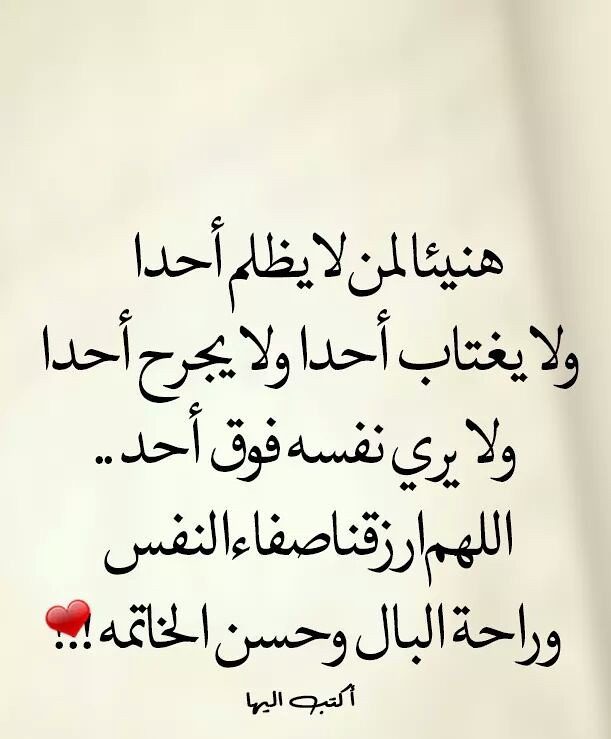 هنيئا لمن لا يظلم أحدا
ولا يغتاب أحدا ولا يجرح أحدا
ولا يري نفسه فوق أحد ..
اللهم ارزقنا صفاء النفس
وراحة البال وحسن الخاتمه !..!
أكتب اليها